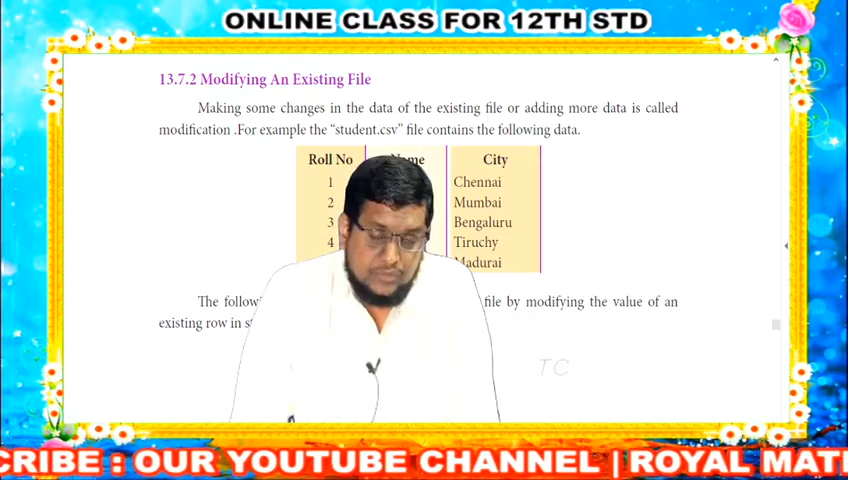 ONLINE CLASS FOR 12TH STD
13.7.2 Modifying An Existing File
Making some changes in the data of the existing file or adding more data is called
modification .For example the “student.csv” file contains the following data.
Roll No Name City
1 Chennai
2 Mumbai
3 Bengaluru
4 Tiruchy
Madurai
The file by modifying the value of an
existing row in
TC
CRIBE : OUR YOUTUBE CHANNEL | ROYAL